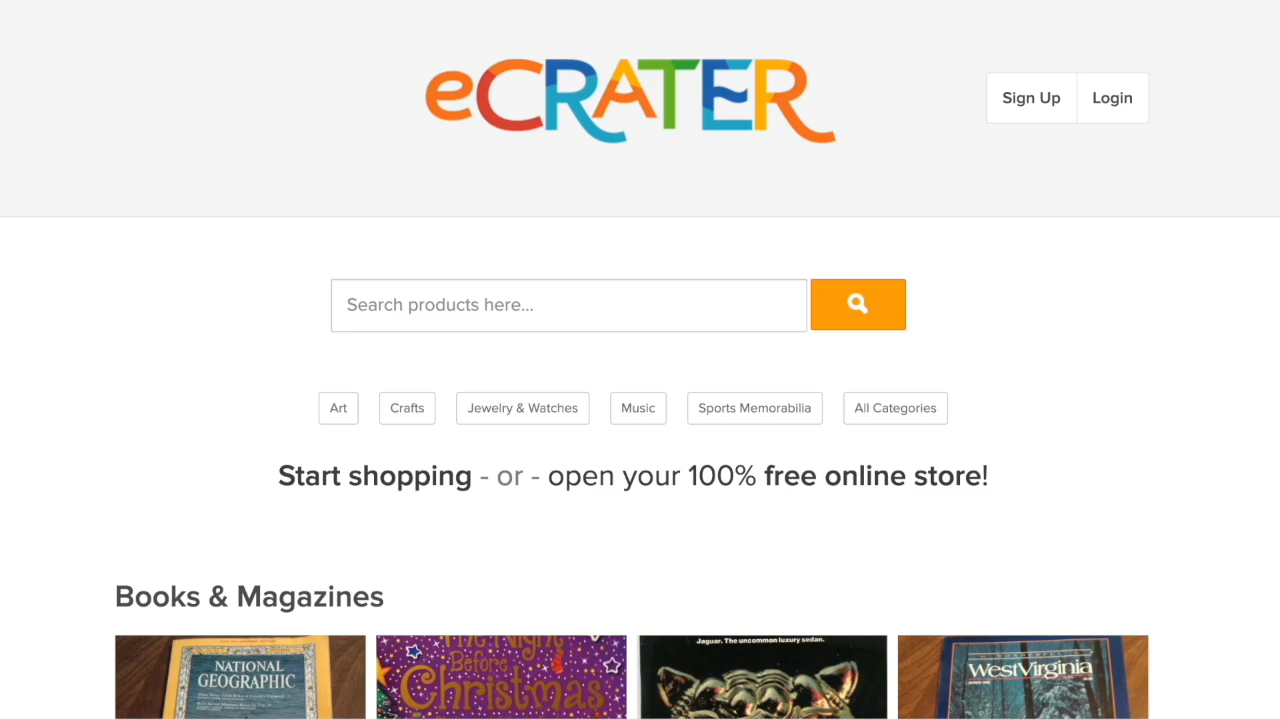 eCRATER
Sign Up
Login
Search products here...
Art
Crafts
Jewelry & Watches
Music
Sports Memorabilia
All Categories
Start shopping - or - open your 100% free online store!
Books & Magazines
NATIONAL
GEOGRAPHIC
The Night
Before
Christmas
Jaguar. The uncommon luxury sedan.
WONDERFUL
West Virginia